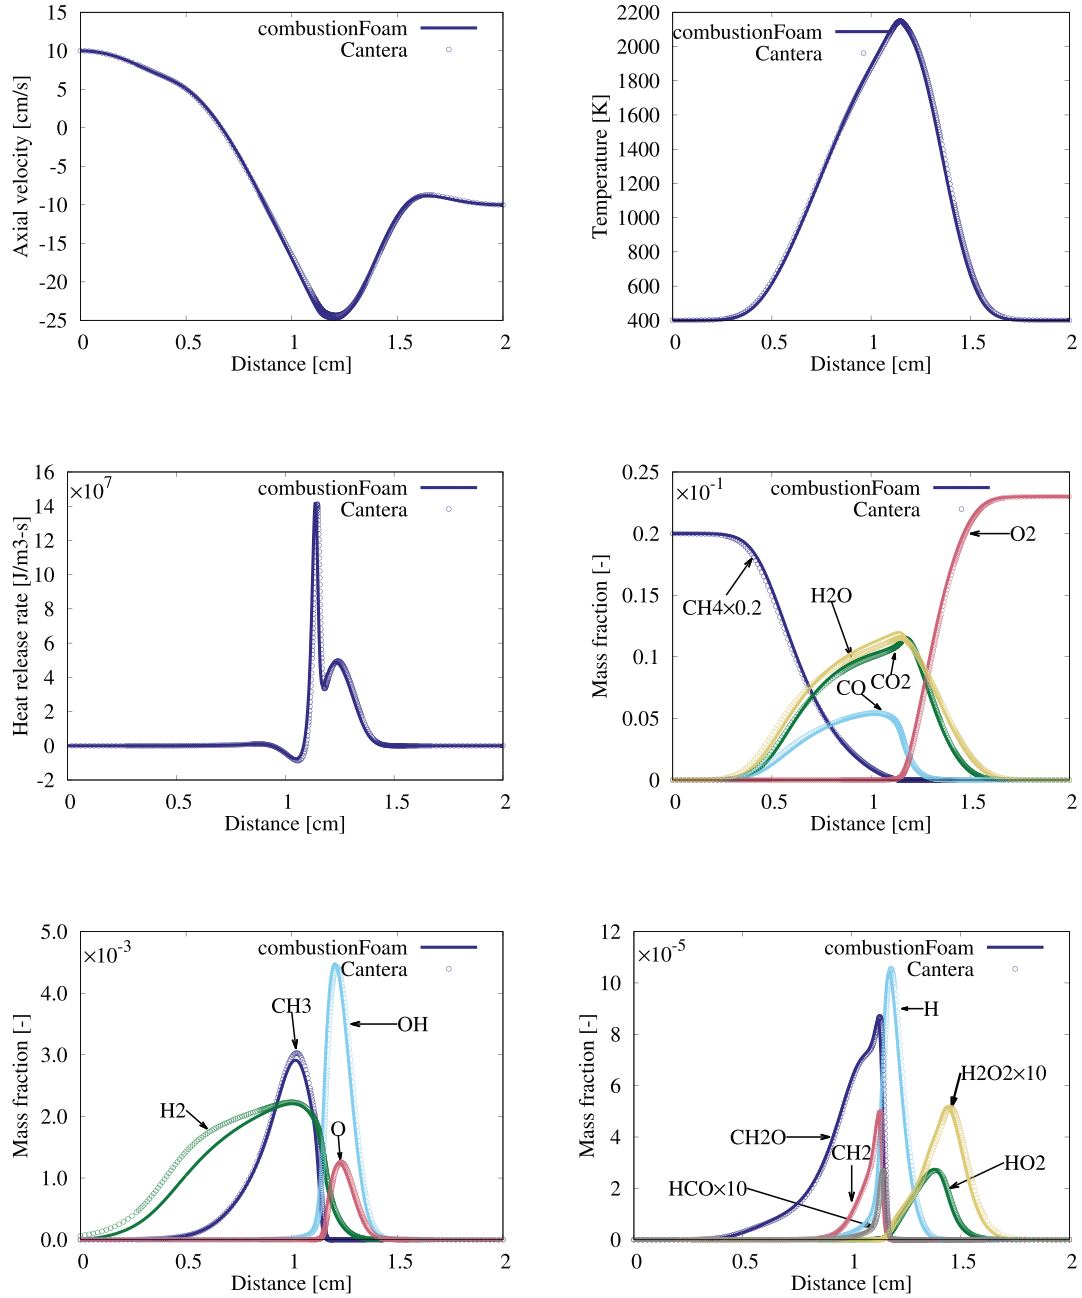 combustionFoam
Cantera
10
5
0
-5
-10
-15
-20
-25
Axial velocity [cm/s]
0 0.5 1 1.5 2
Distance [cm]
combustionFoam
Cantera
2200
2000
1800
1600
1400
1200
1000
800
600
400
Temperature [K]
0 0.5 1 1.5 2
Distance [cm]
combustionFoam
Cantera
×10^7
16
14
12
10
8
6
4
2
0
-2
Heat release rate [J/m3-s]
0 0.5 1 1.5 2
Distance [cm]
combustionFoam
Cantera
×10^-1
0.25
0.2
0.15
0.1
0.05
0
Mass fraction [-]
O2
CH4×0.2
H2O
CO
CO2
0 0.5 1 1.5 2
Distance [cm]
combustionFoam
Cantera
×10^-3
5.0
4.0
3.0
2.0
1.0
0.0
Mass fraction [-]
CH3
OH
H2
O
0 0.5 1 1.5 2
Distance [cm]
combustionFoam
Cantera
×10^-5
12
10
8
6
4
2
0
Mass fraction [-]
H
H2O2×10
CH2O
CH2
HO2
HCO×10
0 0.5 1 1.5 2
Distance [cm]